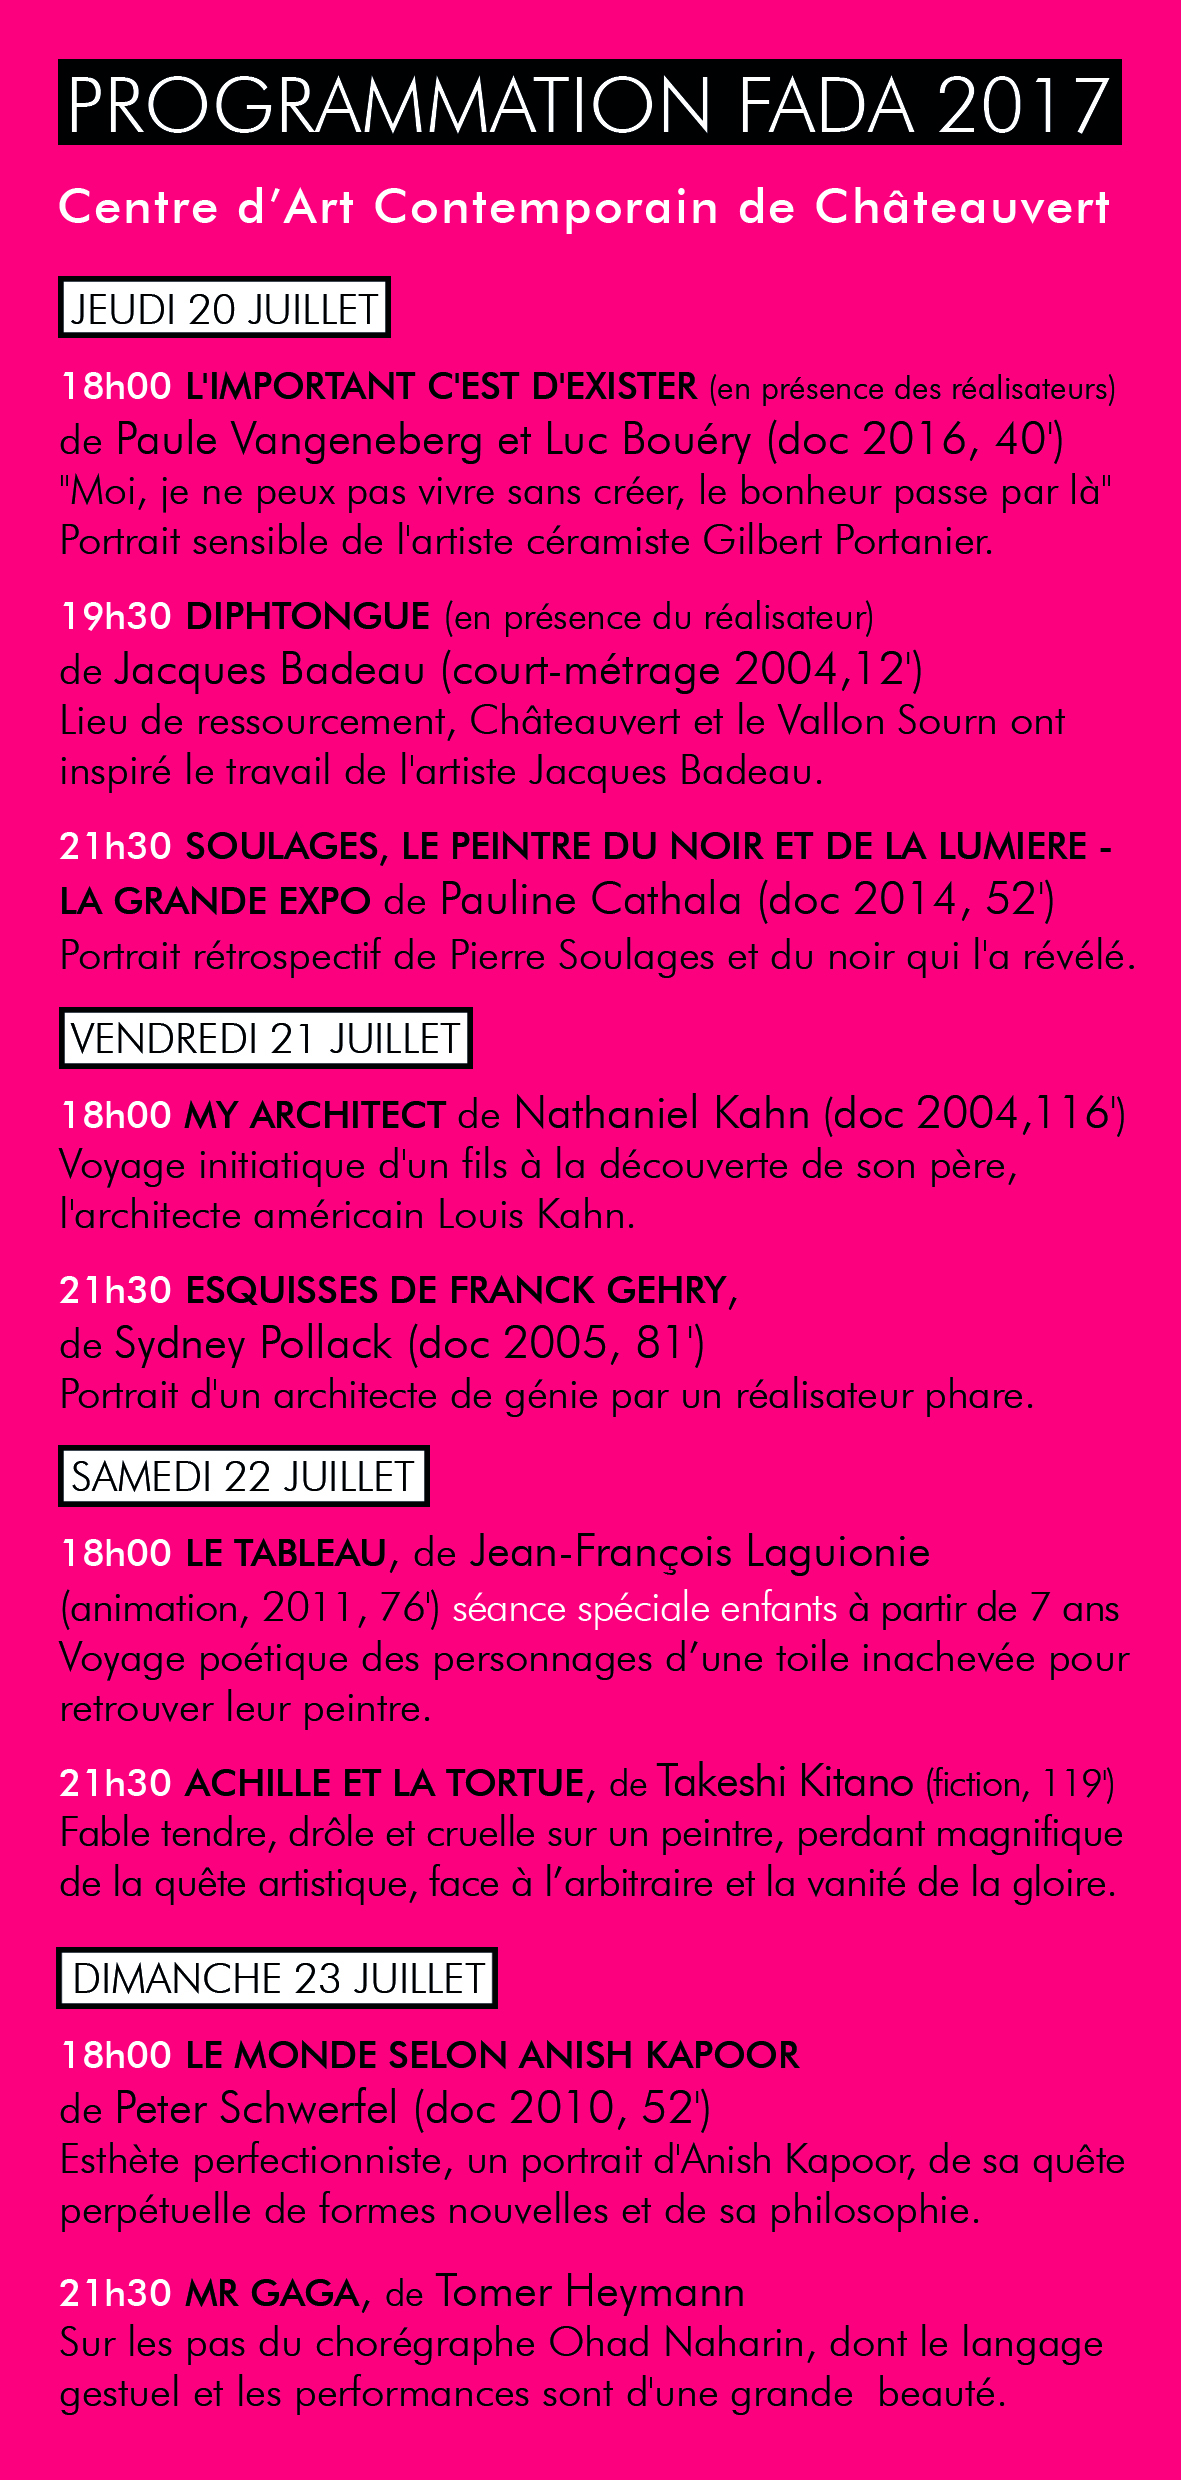 PROGRAMMATION FADA 2017
Centre d’Art Contemporain de Châteauvert
JEUDI 20 JUILLET
18h00 L'IMPORTANT C'EST D'EXISTER (en présence des réalisateurs)
de Paule Vangeneberg et Luc Bouéry (doc 2016, 40')
"Moi, je ne peux pas vivre sans créer, le bonheur passe par là"
Portrait sensible de l'artiste céramiste Gilbert Portanier.
19h30 DIPHTONGUE (en présence du réalisateur)
de Jacques Badeau (court-métrage 2004,12')
Lieu de ressourcement, Châteauvert et le Vallon Sourn ont
inspiré le travail de l'artiste Jacques Badeau.
21h30 SOULAGES, LE PEINTRE DU NOIR ET DE LA LUMIERE -
LA GRANDE EXPO de Pauline Cathala (doc 2014, 52')
Portrait rétrospectif de Pierre Soulages et du noir qui l'a révélé.
VENDREDI 21 JUILLET
18h00 MY ARCHITECT de Nathaniel Kahn (doc 2004,116')
Voyage initiatique d'un fils à la découverte de son père,
l'architecte américain Louis Kahn.
21h30 ESQUISSES DE FRANCK GEHRY,
de Sydney Pollack (doc 2005, 81')
Portrait d'un architecte de génie par un réalisateur phare.
SAMEDI 22 JUILLET
18h00 LE TABLEAU, de Jean-François Laguionie
(animation, 2011, 76') séance spéciale enfants à partir de 7 ans
Voyage poétique des personnages d’une toile inachevée pour
retrouver leur peintre.
21h30 ACHILLE ET LA TORTUE, de Takeshi Kitano (fiction, 119')
Fable tendre, drôle et cruelle sur un peintre, perdant magnifique
de la quête artistique, face à l’arbitraire et la vanité de la gloire.
DIMANCHE 23 JUILLET
18h00 LE MONDE SELON ANISH KAPOOR
de Peter Schwerfel (doc 2010, 52')
Esthète perfectionniste, un portrait d'Anish Kapoor, de sa quête
perpétuelle de formes nouvelles et de sa philosophie.
21h30 MR GAGA, de Tomer Heymann
Sur les pas du chorégraphe Ohad Naharin, dont le langage
gestuel et les performances sont d'une grande  beauté.